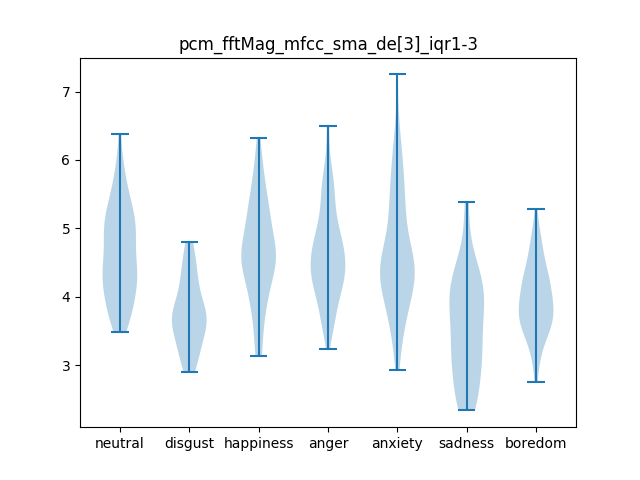 pcm_fftMag_mfcc_sma_de[3]_iqr1-3
7
6
5
4
3
neutral disgust happiness anger anxiety sadness boredom